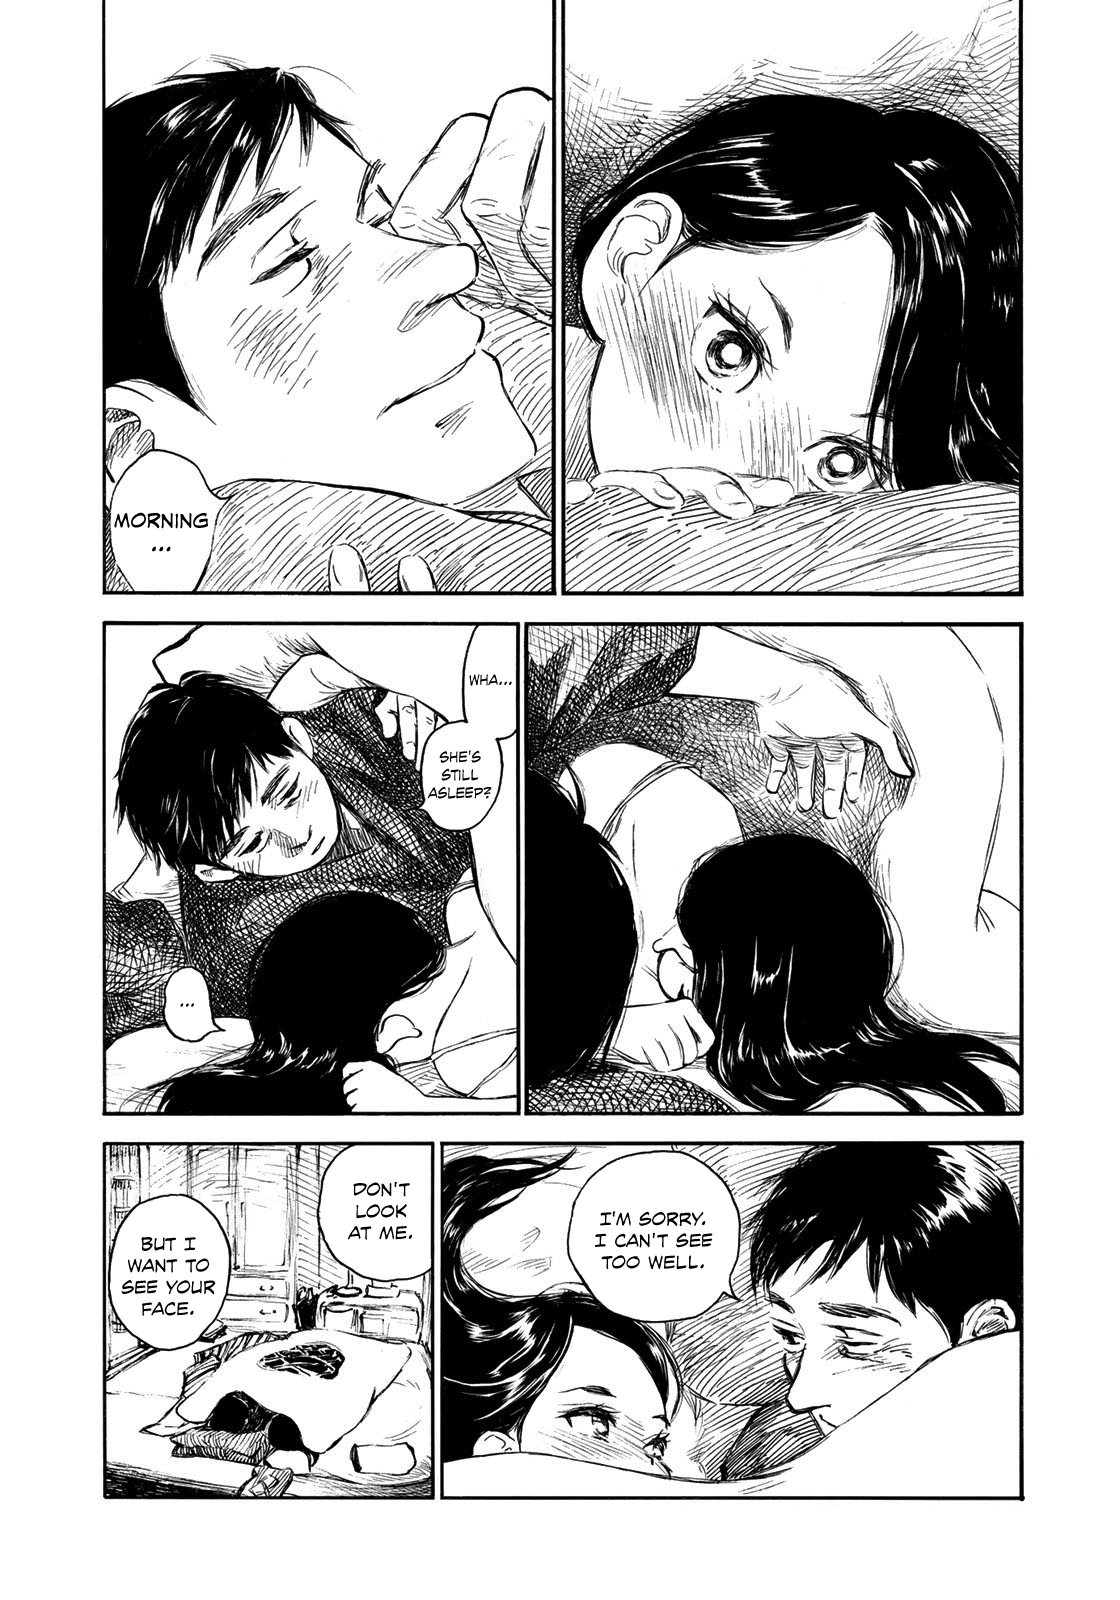 MORNING
...
WHA...
SHE'S
STILL
ASLEEP?
...
I'M SORRY.
I CAN'T SEE
TOO WELL.
DON'T
LOOK
AT ME.
BUT I
WANT TO
SEE YOUR
FACE.